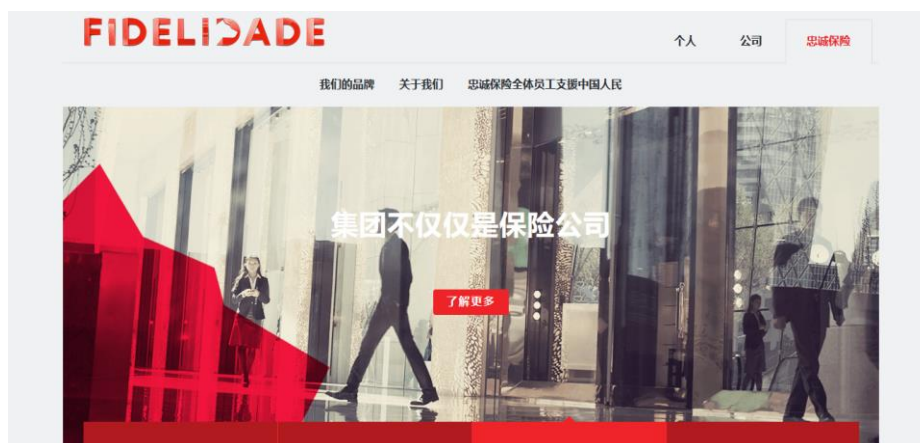 FIDELIDADE
个人 公司 忠诚保险
我们的品牌 关于我们 忠诚保险全体员工支援中国人民
集团不仅仅是保险公司
了解更多